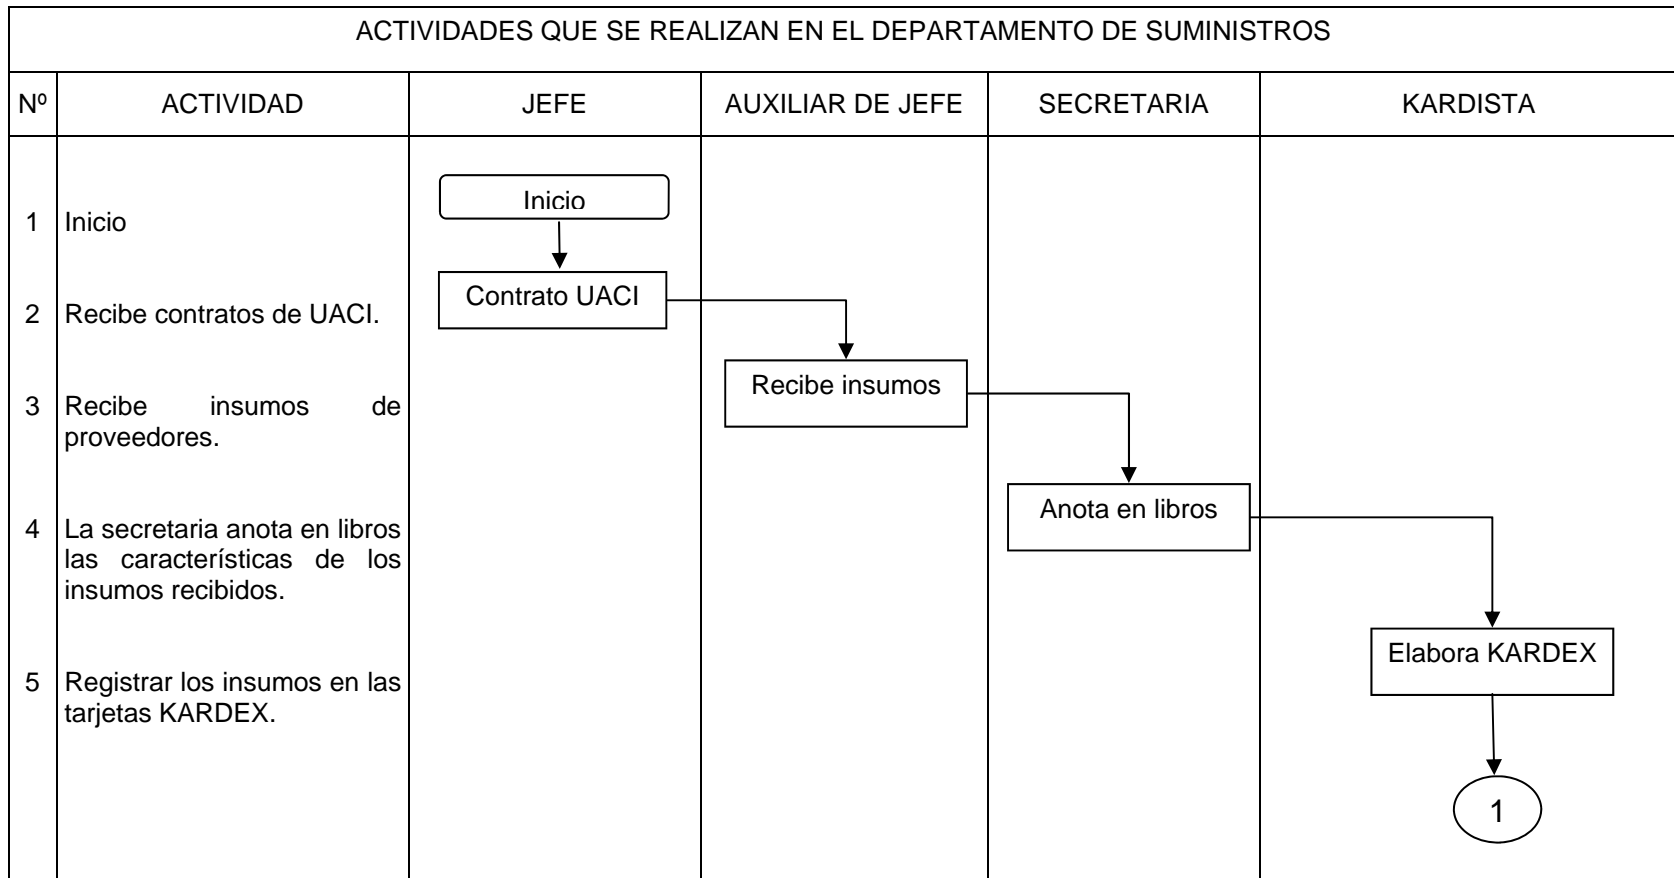 ACTIVIDADES QUE SE REALIZAN EN EL DEPARTAMENTO DE SUMINISTROS
Nº ACTIVIDAD JEFE AUXILIAR DE JEFE SECRETARIA KARDISTA
Inicio
1 Inicio
Contrato UACI
2 Recibe contratos de UACI.
Recibe insumos
3 Recibe insumos de
proveedores.
Anota en libros
4 La secretaria anota en libros
las características de los
insumos recibidos.
Elabora KARDEX
5 Registrar los insumos en las
tarjetas KARDEX.
1